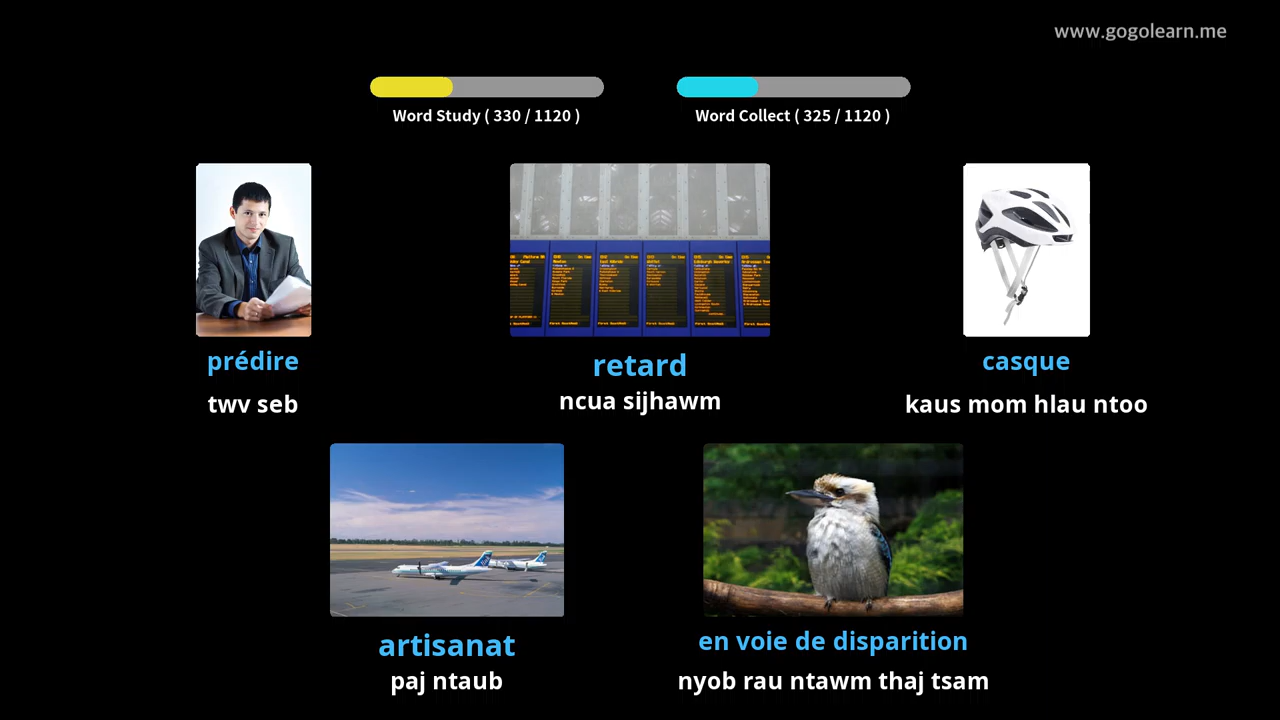 www.gogolearn.me
Word Study ( 330 / 1120 )
Word Collect ( 325 / 1120 )
prédire
twv seb
retard
ncua sijhawm
casque
kaus mom hlau ntoo
artisanat
paj ntaub
en voie de disparition
nyob rau ntawm thaj tsam